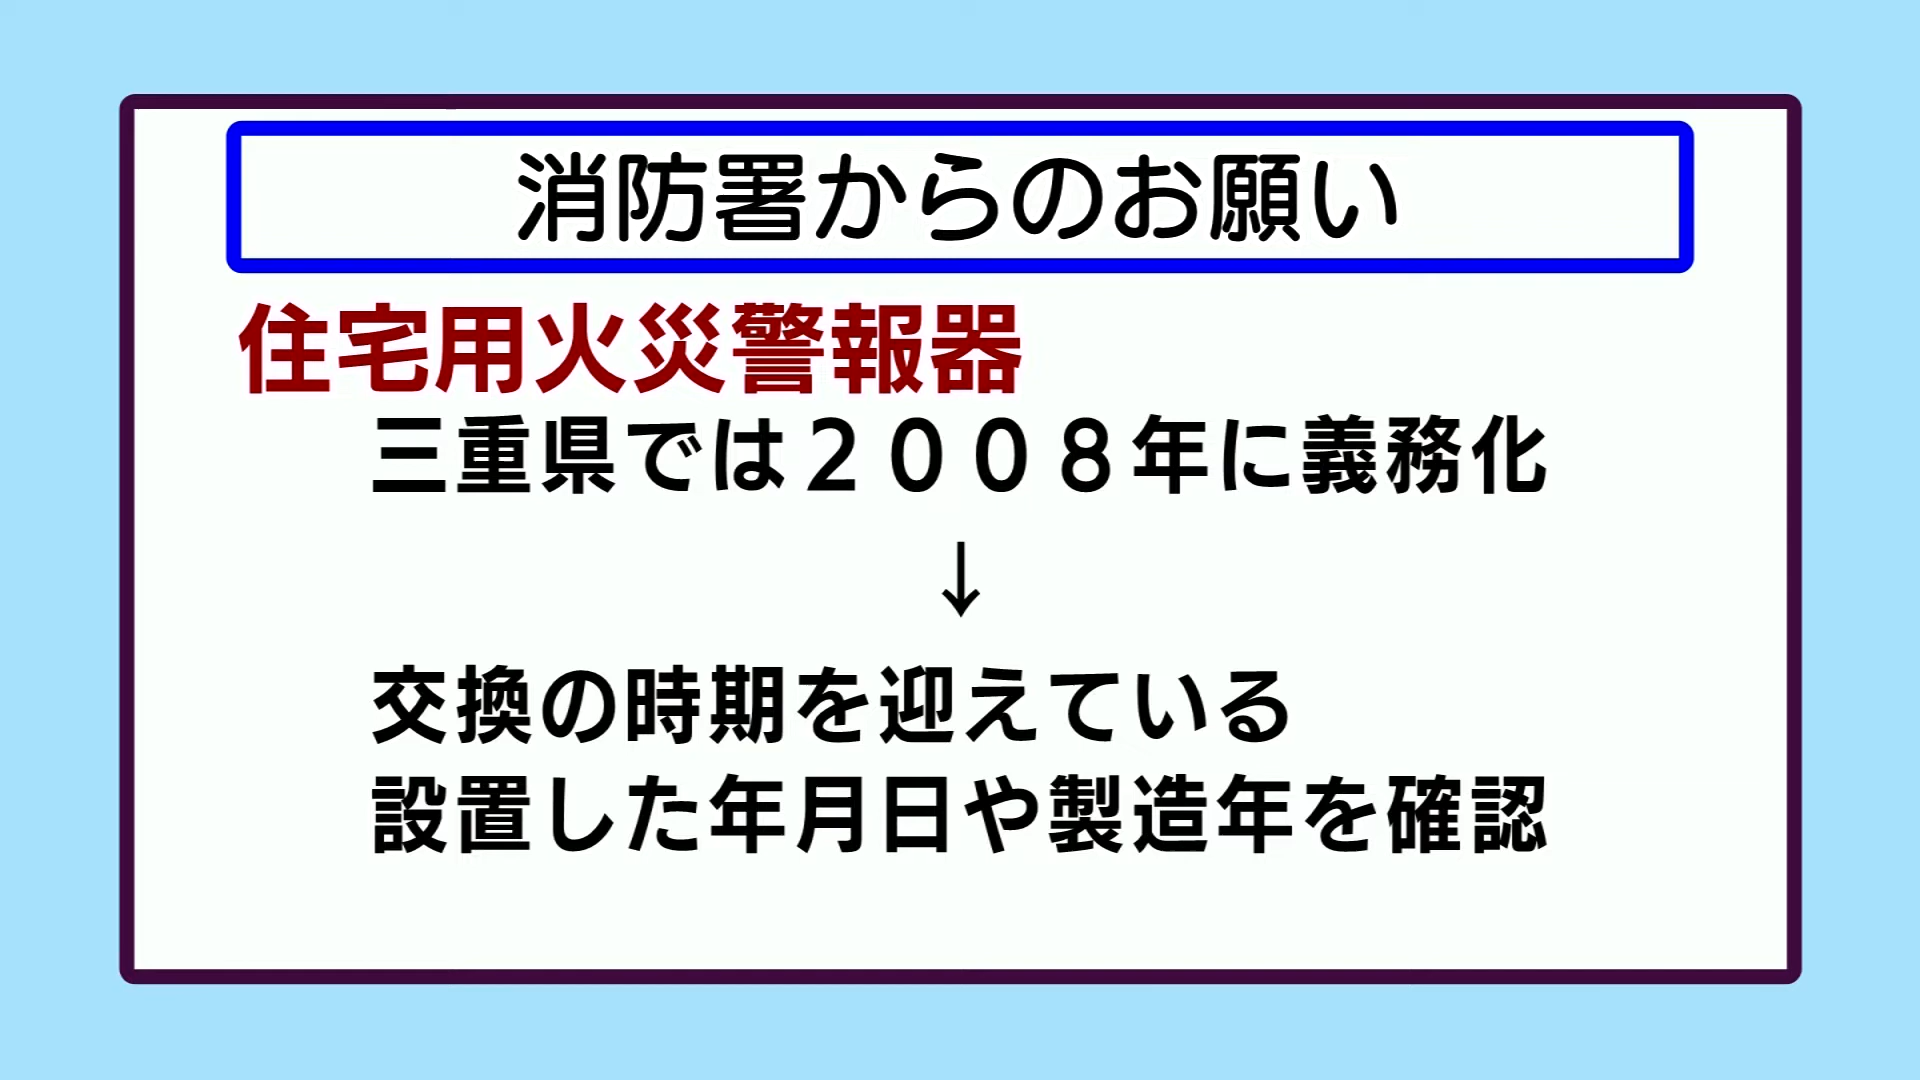 消防署からのお願い
住宅用火災警報器
三重県では２００８年に義務化
↓
交換の時期を迎えている
設置した年月日や製造年を確認